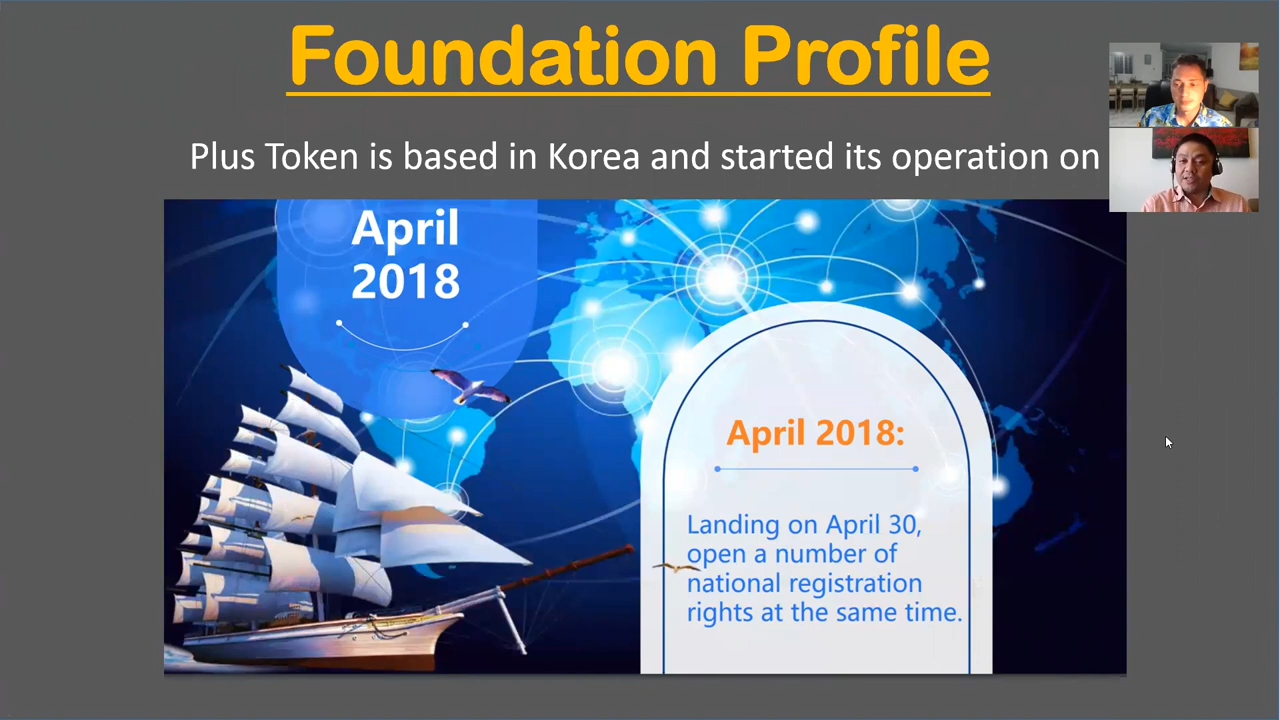 Foundation Profile
Plus Token is based in Korea and started its operation on
April
2018
April 2018:
Landing on April 30,
open a number of
national registration
rights at the same time.